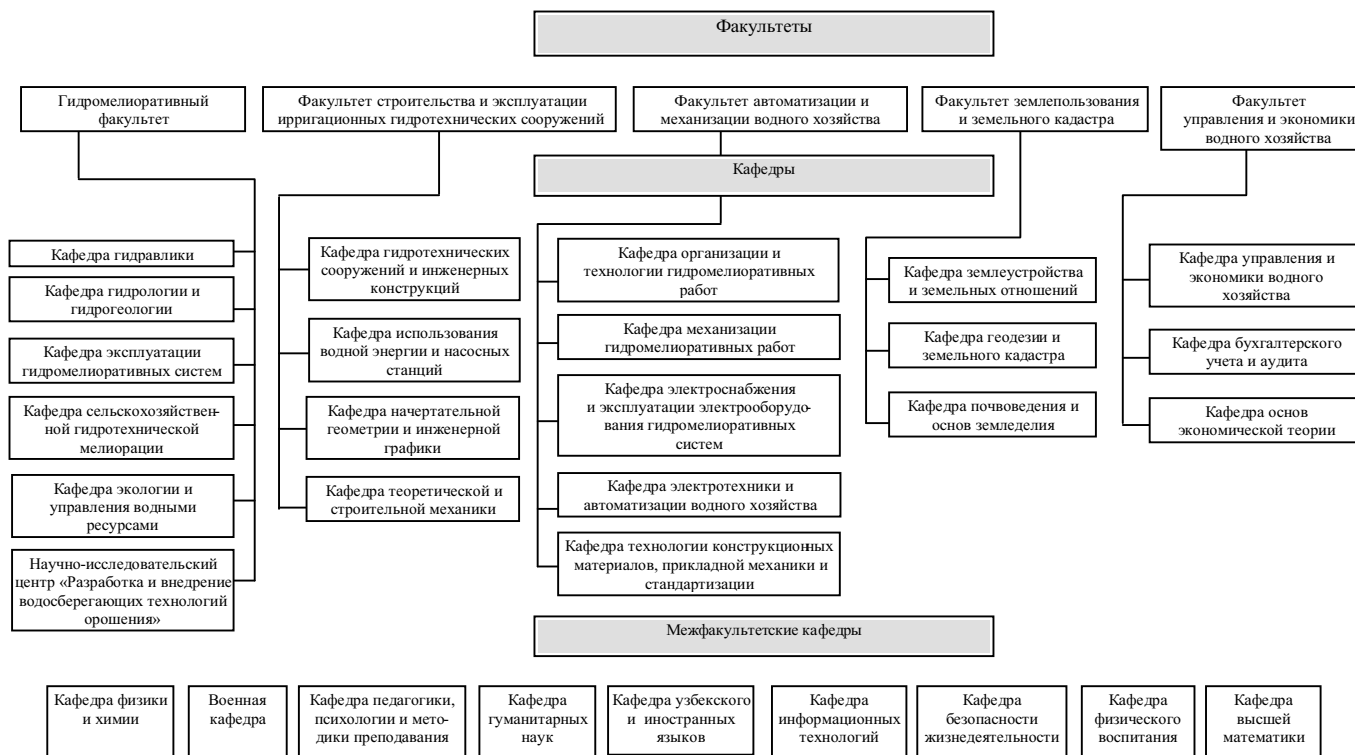 Факультеты
Гидромелиоративный
факультет
Факультет строительства и эксплуатации
ирригационных гидротехнических сооружений
Факультет автоматизации и
механизации водного хозяйства
Факультет землепользования
и земельного кадастра
Факультет
управления и экономики
водного хозяйства
Кафедры
Кафедра гидравлики
Кафедра гидрологии и
гидрогеологии
Кафедра эксплуатации
гидромелиоративных систем
Кафедра сельскохозяйствен-
ной гидротехнической
мелиорации
Кафедра экологии и
управления водными
ресурсами
Научно-исследовательский
центр «Разработка и внедрение
водосберегающих технологий
орошения»
Кафедра гидротехнических
сооружений и инженерных
конструкций
Кафедра использования
водной энергии и насосных
станций
Кафедра начертательной
геометрии и инженерной
графики
Кафедра теоретической и
строительной механики
Кафедра организации и
технологии гидромелиоративных
работ
Кафедра механизации
гидромелиоративных работ
Кафедра электроснабжения
и эксплуатации электрооборудо-
вания гидромелиоративных
систем
Кафедра электротехники и
автоматизации водного хозяйства
Кафедра технологии конструкционных
материалов, прикладной механики и
стандартизации
Кафедра землеустройства
и земельных отношений
Кафедра геодезии и
земельного кадастра
Кафедра почвоведения и
основ земледелия
Кафедра управления и
экономики водного
хозяйства
Кафедра бухгалтерского
учета и аудита
Кафедра основ
экономической теории
Межфакультетские кафедры
Кафедра физики
и химии
Военная
кафедра
Кафедра педагогики,
психологии и мето-
дики преподавания
Кафедра
гуманитарных
наук
Кафедра узбекского
и иностранных
языков
Кафедра
информационных
технологий
Кафедра
безопасности
жизнедеятельности
Кафедра
физического
воспитания
Кафедра
высшей
математики